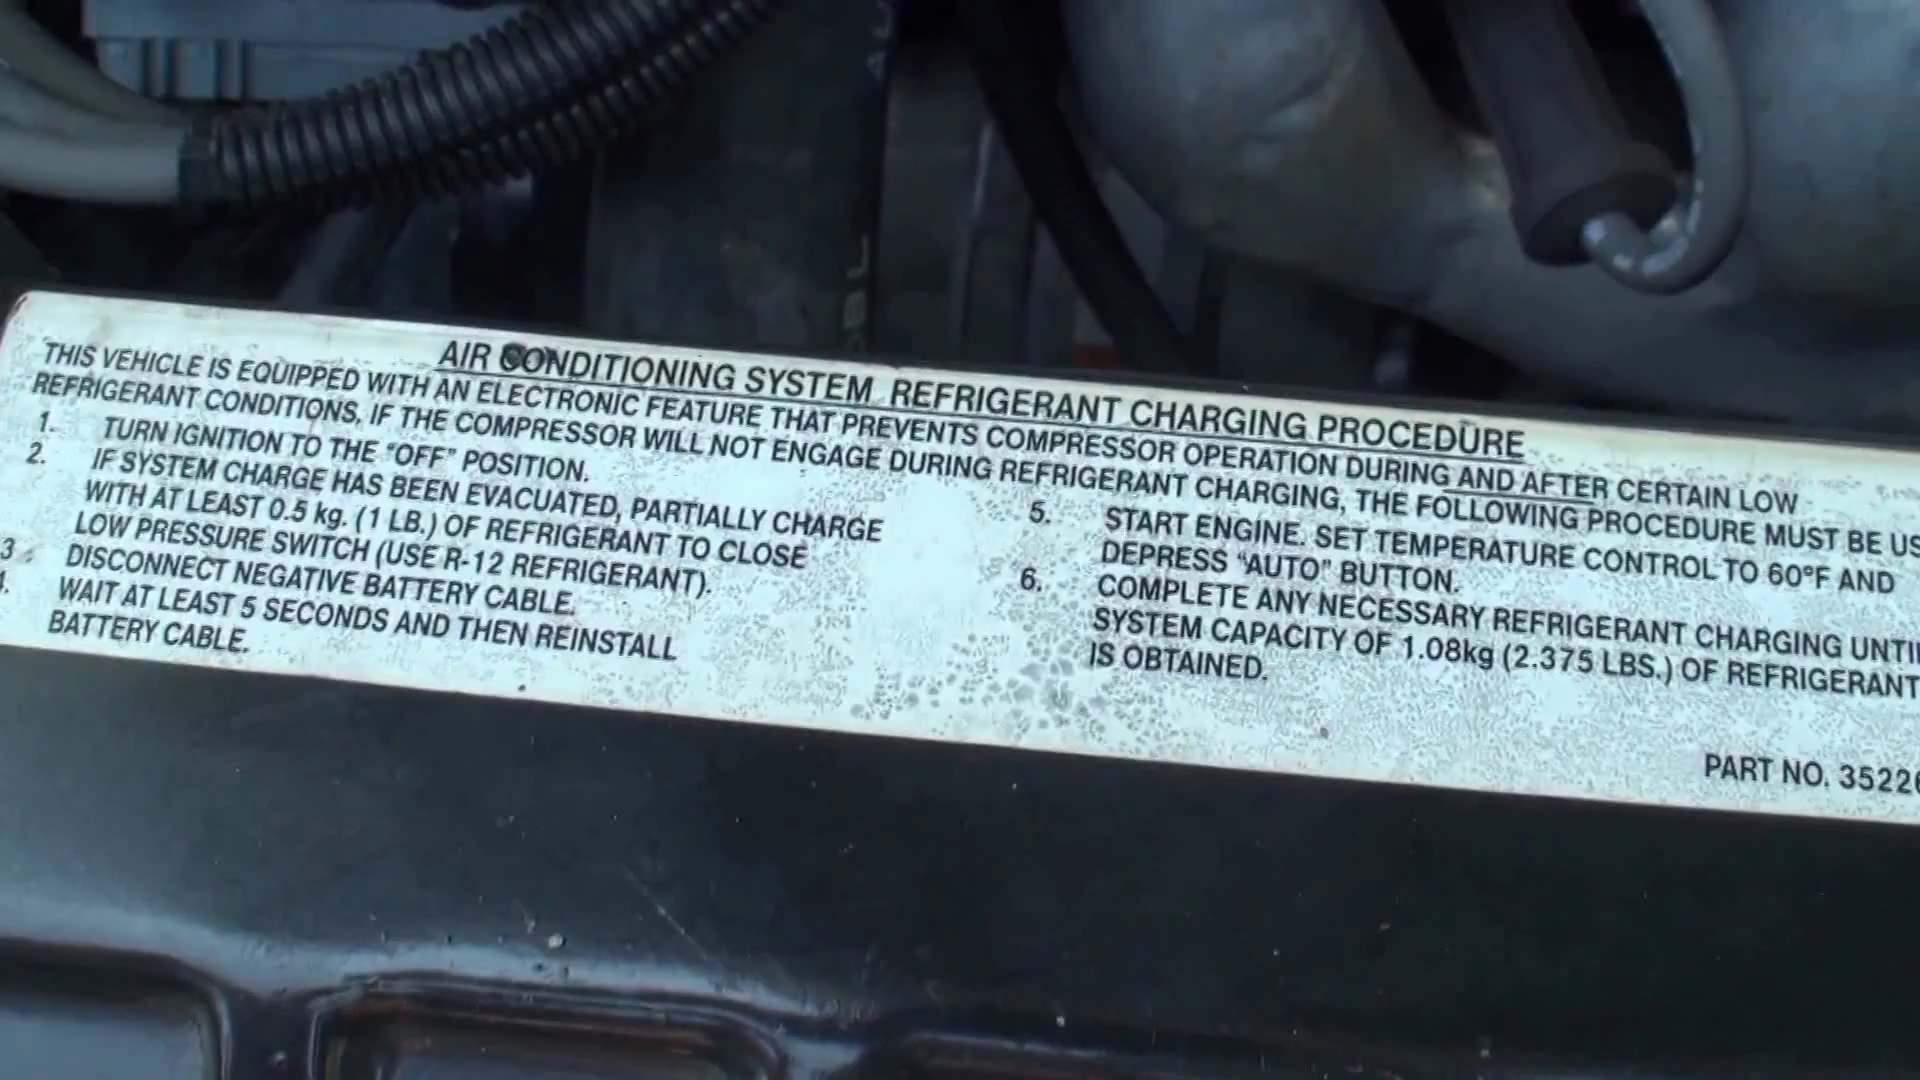 AIR CONDITIONING SYSTEM REFRIGERANT CHARGING PROCEDURE
THIS VEHICLE IS EQUIPPED WITH AN ELECTRONIC FEATURE THAT PREVENTS COMPRESSOR OPERATION DURING AND AFTER CERTAIN LOW
REFRIGERANT CONDITIONS. IF THE COMPRESSOR WILL NOT ENGAGE DURING REFRIGERANT CHARGING, THE FOLLOWING PROCEDURE MUST BE US
1. TURN IGNITION TO THE "OFF" POSITION.
2. IF SYSTEM CHARGE HAS BEEN EVACUATED, PARTIALLY CHARGE
WITH AT LEAST 0.5 kg. (1 LB.) OF REFRIGERANT TO CLOSE
LOW PRESSURE SWITCH (USE R-12 REFRIGERANT).
3. DISCONNECT NEGATIVE BATTERY CABLE.
4. WAIT AT LEAST 5 SECONDS AND THEN REINSTALL
BATTERY CABLE.
5. START ENGINE. SET TEMPERATURE CONTROL TO 60°F AND
DEPRESS "AUTO" BUTTON.
6. COMPLETE ANY NECESSARY REFRIGERANT CHARGING UNTIL
SYSTEM CAPACITY OF 1.08kg (2.375 LBS.) OF REFRIGERANT
IS OBTAINED.
PART NO. 3522